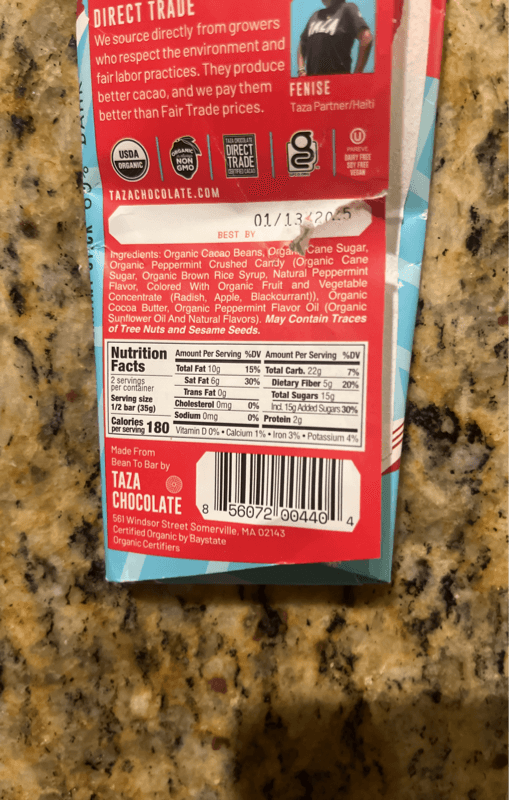 DIRECT TRADE
We source directly from growers
who respect the environment and
fair labor practices. They produce
better cacao, and we pay them
better than Fair Trade prices.
TAZA
FENISE
Taza Partner/Haiti
USDA
ORGANIC
ORGANIC
NON
GMO
TAZA CHOCOLATE
DIRECT
TRADE
CERTIFIED CACAO
g
U
PAREVE
DAIRY FREE
SOY FREE
VEGAN
TAZACHOCOLATE.COM
01/13/2025
BEST BY
Ingredients: Organic Cacao Beans, Organic Cane Sugar,
Organic Peppermint Crushed Candy (Organic Cane
Sugar, Organic Brown Rice Syrup, Natural Peppermint
Flavor, Colored With Organic Fruit and Vegetable
Concentrate (Radish, Apple, Blackcurrant)), Organic
Cocoa Butter, Organic Peppermint Flavor Oil (Organic
Sunflower Oil And Natural Flavors). May Contain Traces
of Tree Nuts and Sesame Seeds.
Nutrition
Facts
2 servings
per container
Serving size
1/2 bar (35g)
Calories
per serving 180
Amount Per Serving %DV Amount Per Serving %DV
Total Fat 10g 15% Total Carb. 22g 7%
Sat Fat 6g 30% Dietary Fiber 5g 20%
Trans Fat 0g Total Sugars 15g
Cholesterol 0mg 0% Incl. 15g Added Sugars 30%
Sodium 0mg 0% Protein 2g
Vitamin D 0% • Calcium 1% • Iron 3% • Potassium 4%
Made From
Bean To Bar by
TAZA
CHOCOLATE
8 56072 00440 4
561 Windsor Street Somerville, MA 02143
Certified Organic by Baystate
Organic Certifiers